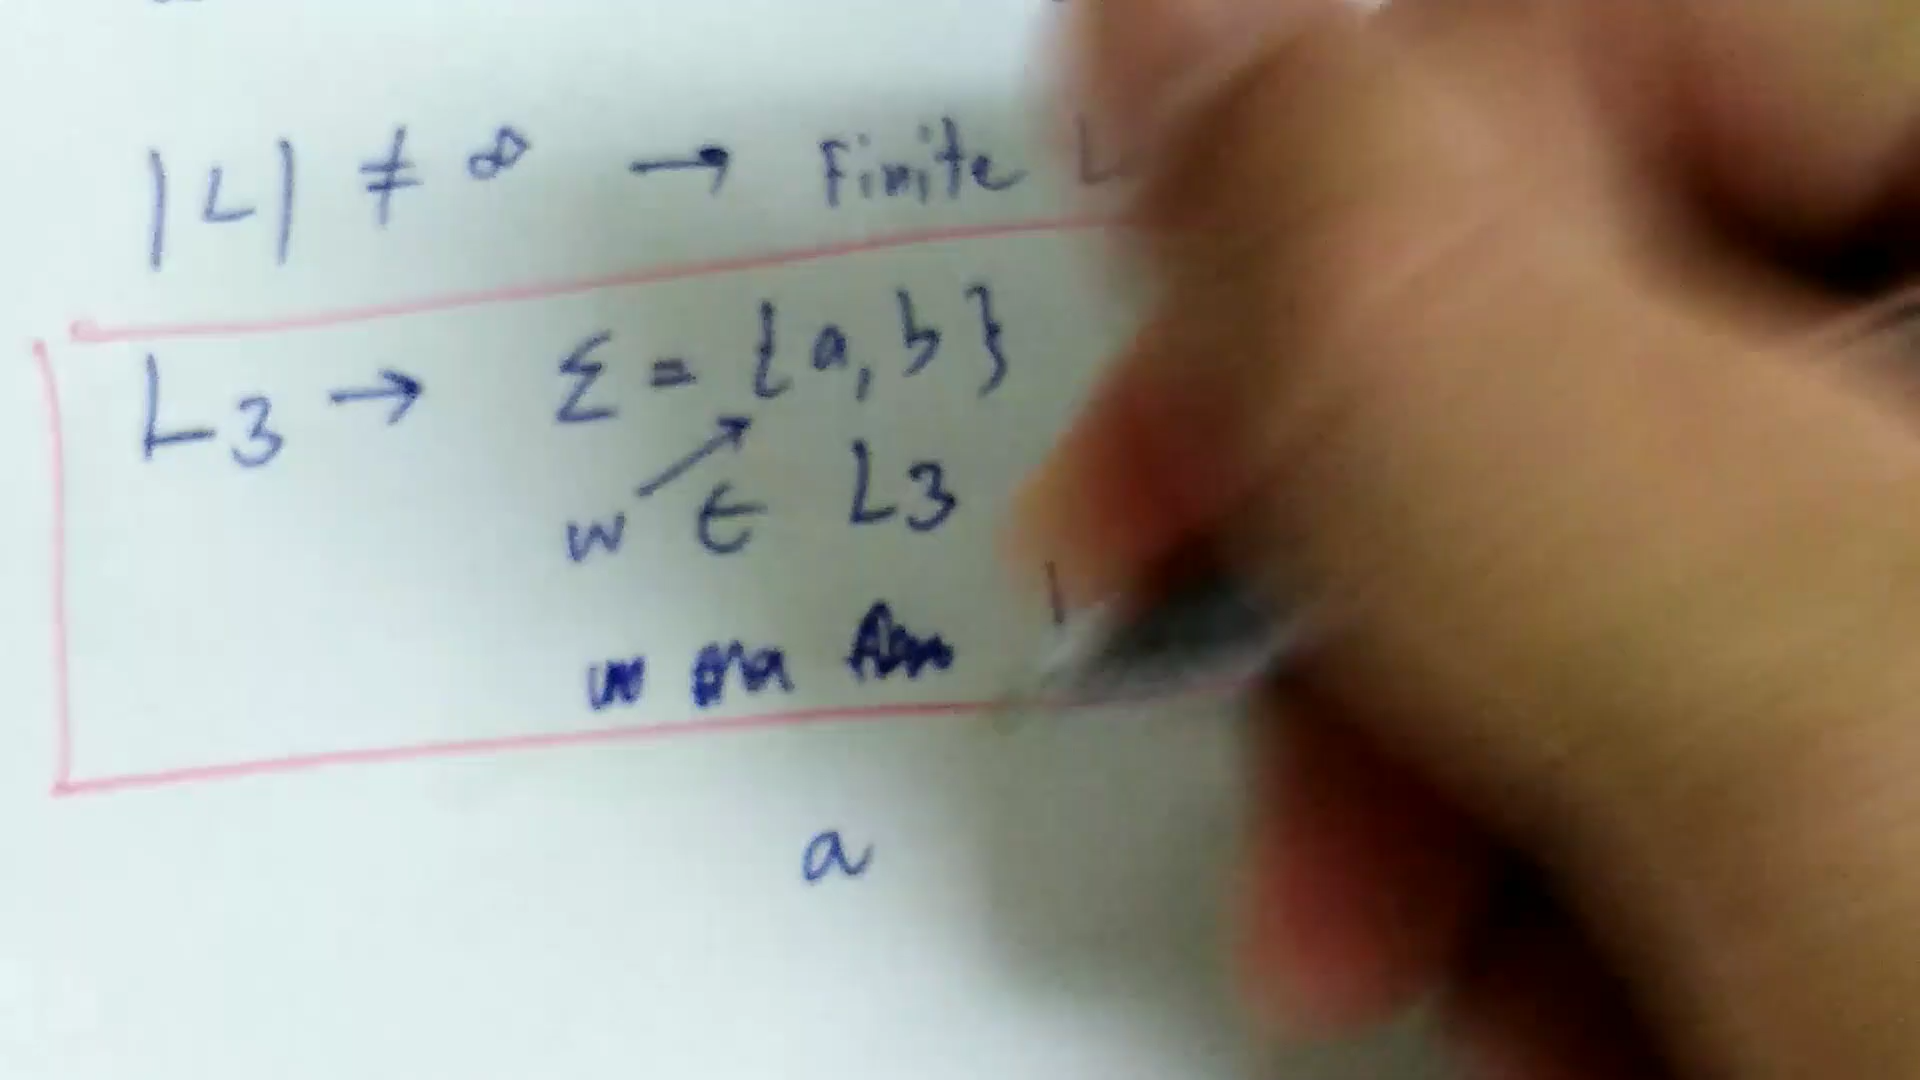 |L| ≠ ∞ → Finite L
L3 → Σ = {a, b}
w ∈ L3
a